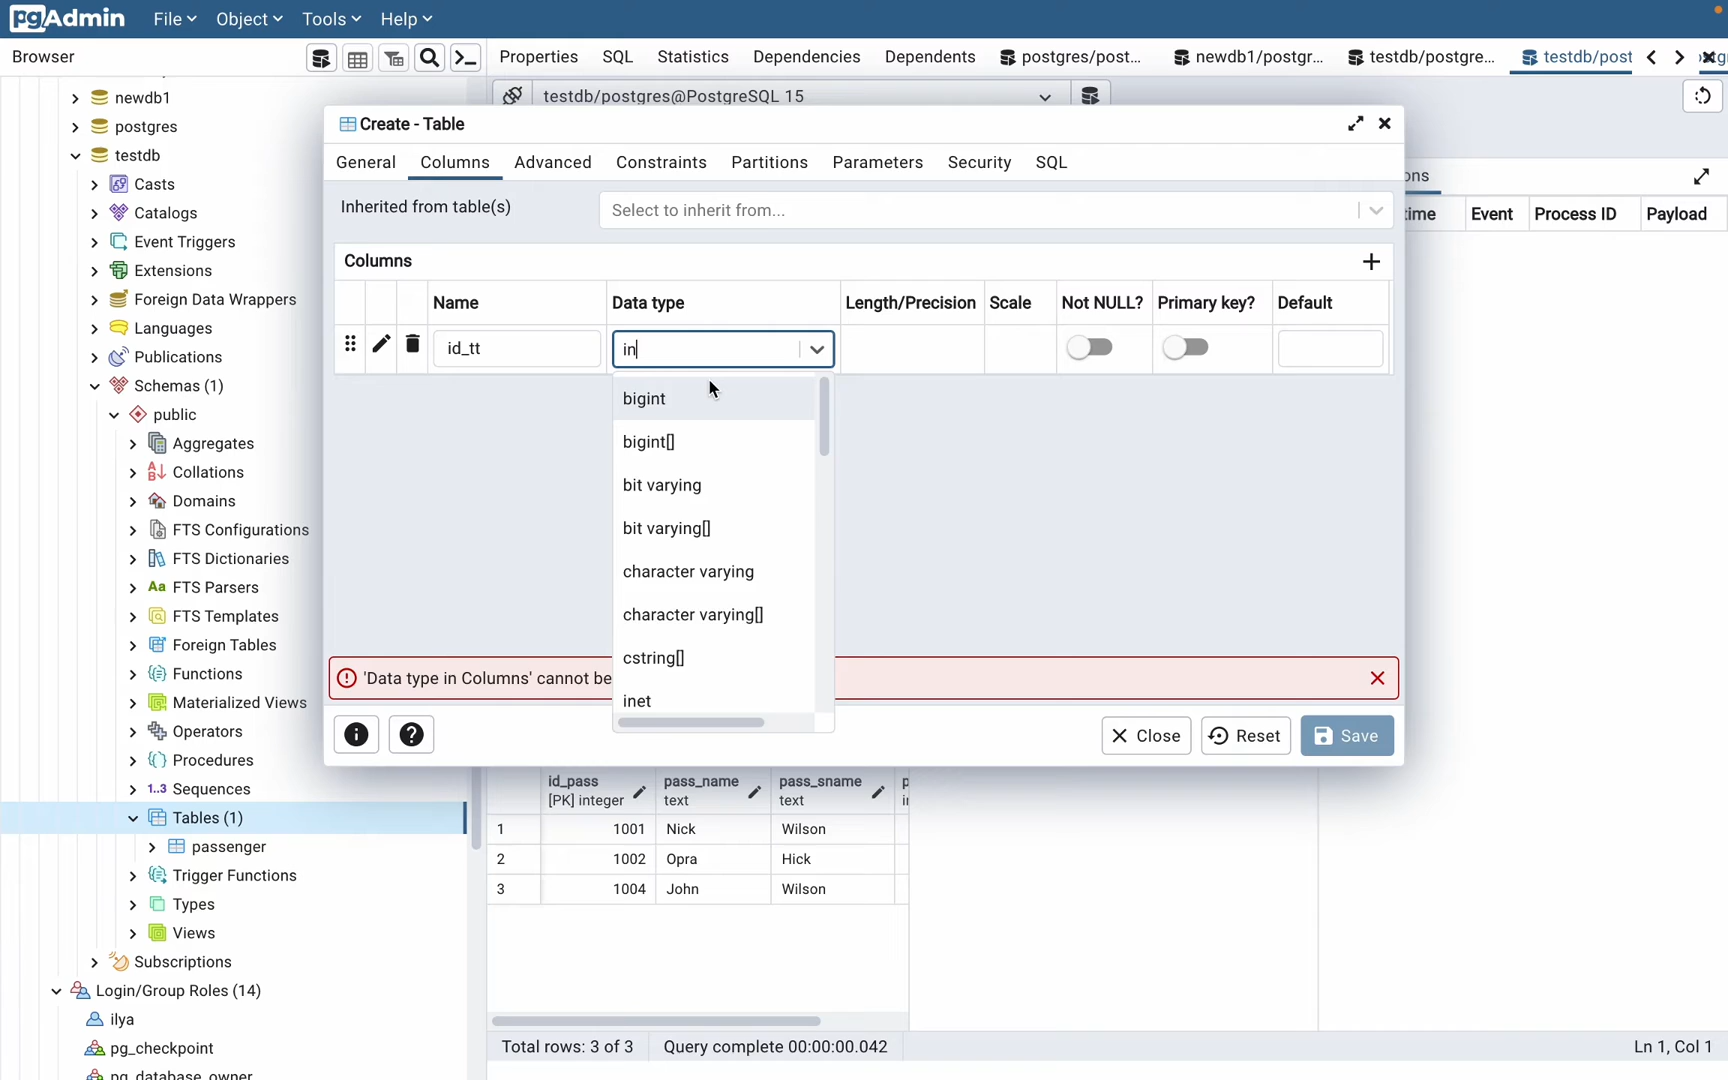 pgAdmin File Object Tools Help
Browser
Properties SQL Statistics Dependencies Dependents postgres/post... newdb1/postgr... testdb/postgre... testdb/post
testdb/postgres@PostgreSQL 15
newdb1
postgres
testdb
Casts
Catalogs
Event Triggers
Extensions
Foreign Data Wrappers
Languages
Publications
Schemas (1)
public
Aggregates
Collations
Domains
FTS Configurations
FTS Dictionaries
Aa FTS Parsers
FTS Templates
Foreign Tables
Functions
Materialized Views
Operators
Procedures
1..3 Sequences
Tables (1)
passenger
Trigger Functions
Types
Views
Subscriptions
Login/Group Roles (14)
ilya
pg_checkpoint
pg_database_owner
Create - Table
General Columns Advanced Constraints Partitions Parameters Security SQL
Inherited from table(s) Select to inherit from...
Columns
Name Data type Length/Precision Scale Not NULL? Primary key? Default
id_tt in
bigint
bigint[]
bit varying
bit varying[]
character varying
character varying[]
cstring[]
inet
'Data type in Columns' cannot be
Close Reset Save
ons
time Event Process ID Payload
id_pass pass_name pass_sname p
[PK] integer text text in
1 1001 Nick Wilson
2 1002 Opra Hick
3 1004 John Wilson
Total rows: 3 of 3 Query complete 00:00:00.042 Ln 1, Col 1